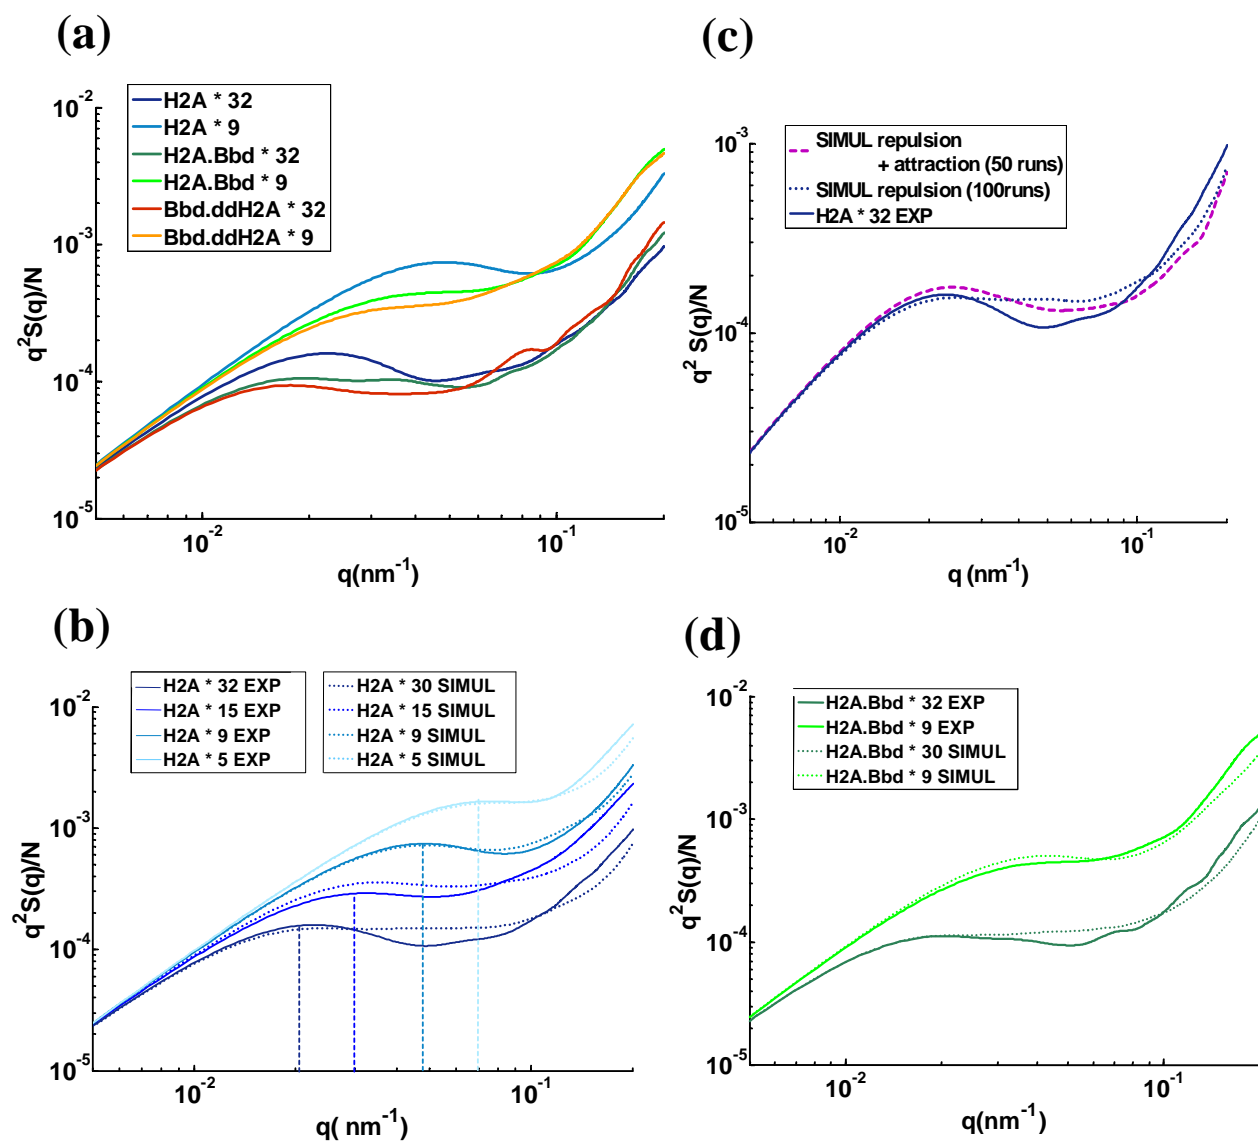 (a)
H2A * 32
H2A * 9
H2A.Bbd * 32
H2A.Bbd * 9
Bbd.ddH2A * 32
Bbd.ddH2A * 9
10^-2
10^-3
10^-4
10^-5
q^2S(q)/N
10^-2
10^-1
q(nm^-1)
(c)
SIMUL repulsion
+ attraction (50 runs)
SIMUL repulsion (100runs)
H2A * 32 EXP
10^-3
10^-4
10^-5
q^2 S(q)/N
10^-2
10^-1
q (nm^-1)
(b)
H2A * 32 EXP
H2A * 15 EXP
H2A * 9 EXP
H2A * 5 EXP
H2A * 30 SIMUL
H2A * 15 SIMUL
H2A * 9 SIMUL
H2A * 5 SIMUL
10^-2
10^-3
10^-4
10^-5
q^2S(q)/N
10^-2
10^-1
q( nm^-1)
(d)
H2A.Bbd * 32 EXP
H2A.Bbd * 9 EXP
H2A.Bbd * 30 SIMUL
H2A.Bbd * 9 SIMUL
10^-2
10^-3
10^-4
10^-5
q^2S(q)/N
10^-2
10^-1
q(nm^-1)